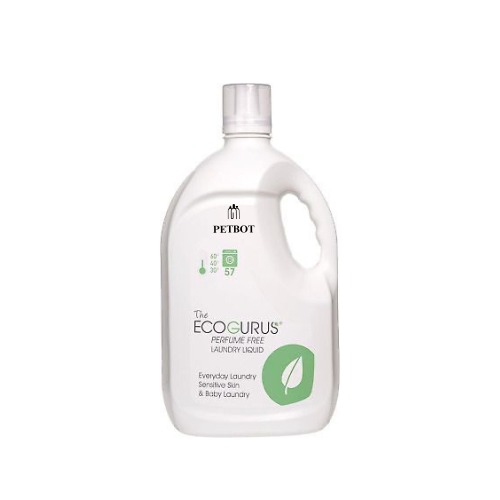 PETBOT
60°
40°
30°
57
The
ECOGURUS®
PERFUME FREE
LAUNDRY LIQUID
Everyday Laundry
Sensitive Skin
& Baby Laundry